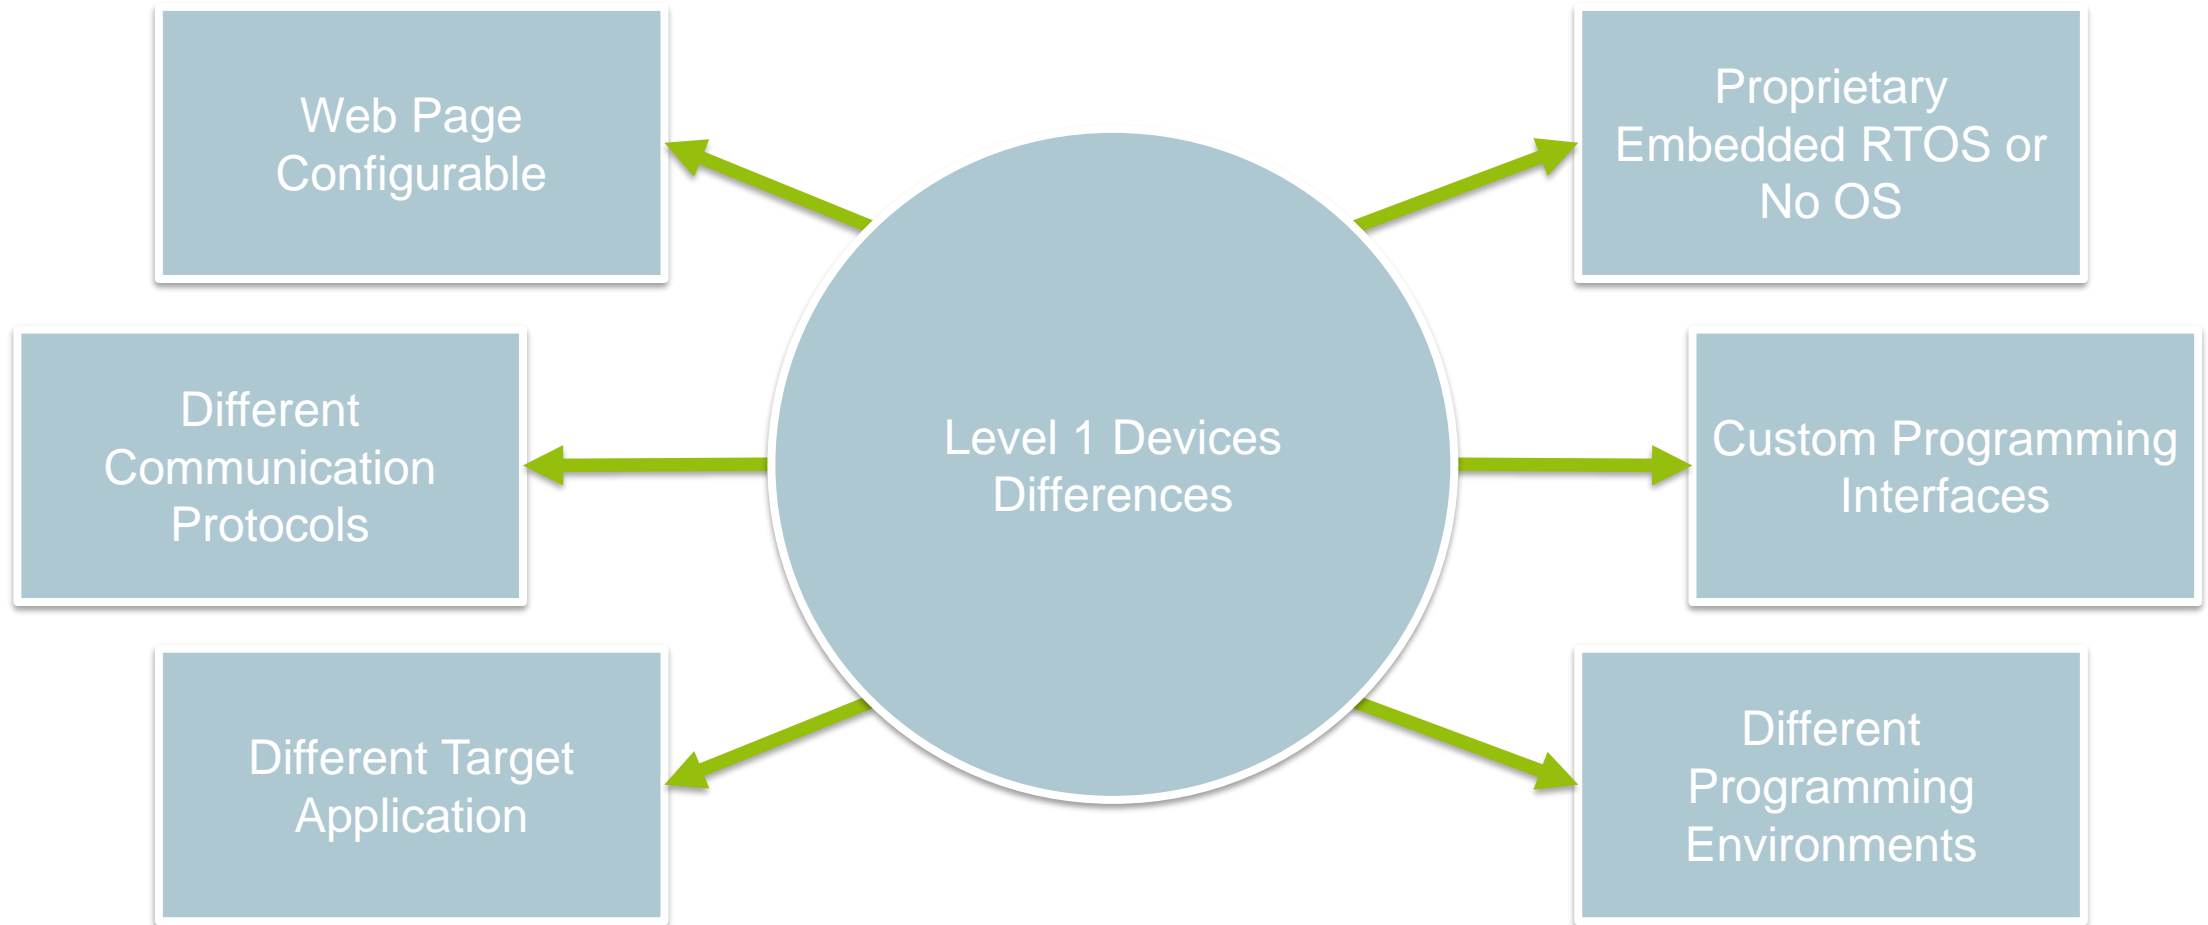 Web Page
Configurable
Proprietary
Embedded RTOS or
No OS
Different
Communication
Protocols
Level 1 Devices
Differences
Custom Programming
Interfaces
Different Target
Application
Different
Programming
Environments